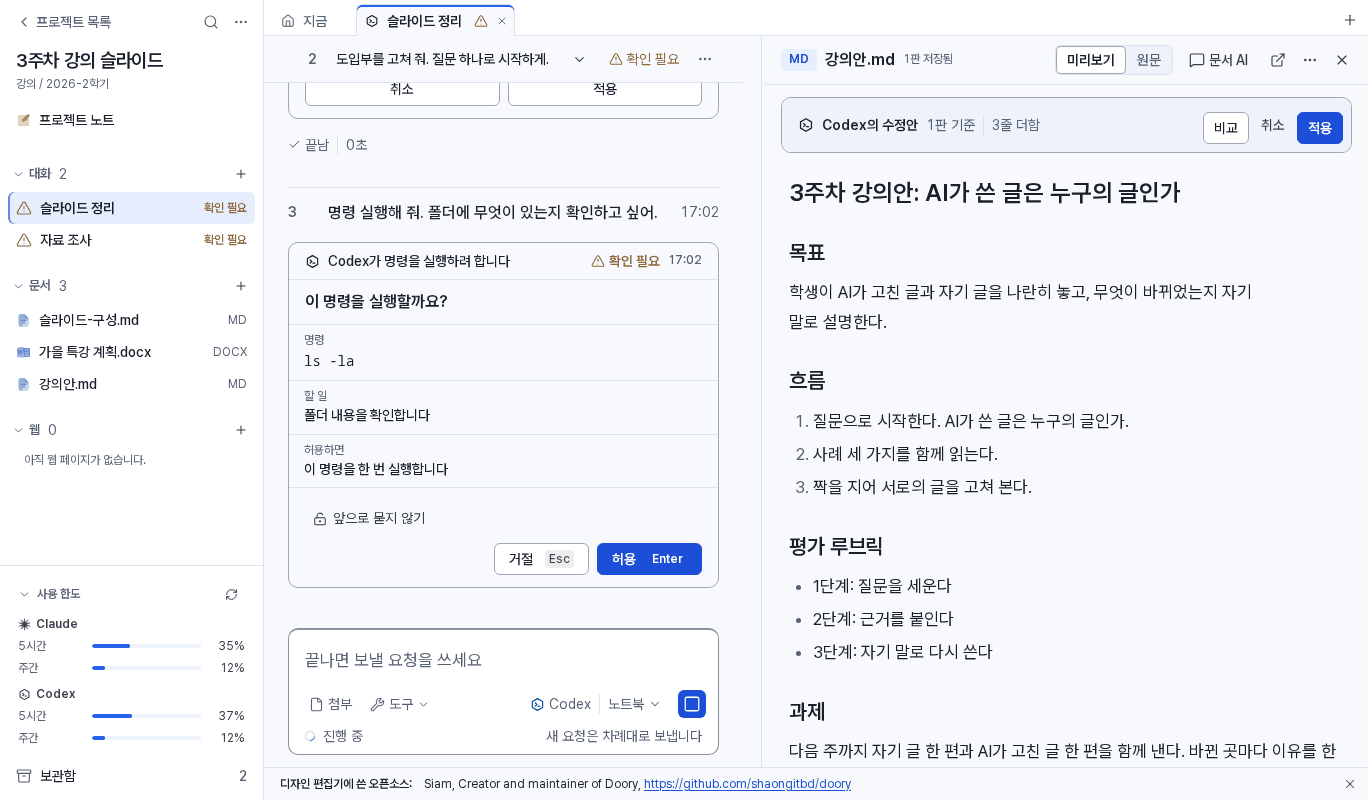 프로젝트 목록
3주차 강의 슬라이드
강의 / 2026-2학기
프로젝트 노트
대화 2
슬라이드 정리 확인 필요
자료 조사 확인 필요
문서 3
슬라이드-구성.md MD
가을 특강 계획.docx DOCX
강의안.md MD
웹 0
아직 웹 페이지가 없습니다.
사용 한도
Claude
5시간 35%
주간 12%
Codex
5시간 37%
주간 12%
보관함 2
지금
슬라이드 정리
2 도입부를 고쳐 줘. 질문 하나로 시작하게. 확인 필요
취소 적용
끝남 0초
3 명령 실행해 줘. 폴더에 무엇이 있는지 확인하고 싶어. 17:02
Codex가 명령을 실행하려 합니다 확인 필요 17:02
이 명령을 실행할까요?
명령
ls -la
할 일
폴더 내용을 확인합니다
허용하면
이 명령을 한 번 실행합니다
앞으로 묻지 않기
거절 Esc 허용 Enter
끝나면 보낼 요청을 쓰세요
첨부 도구 Codex 노트북
진행 중 새 요청은 차례대로 보냅니다
MD 강의안.md 1판 저장됨 미리보기 원문 문서 AI
Codex의 수정안 1판 기준 3줄 더함 비교 취소 적용
3주차 강의안: AI가 쓴 글은 누구의 글인가
목표
학생이 AI가 고친 글과 자기 글을 나란히 놓고, 무엇이 바뀌었는지 자기
말로 설명한다.
흐름
1. 질문으로 시작한다. AI가 쓴 글은 누구의 글인가.
2. 사례 세 가지를 함께 읽는다.
3. 짝을 지어 서로의 글을 고쳐 본다.
평가 루브릭
• 1단계: 질문을 세운다
• 2단계: 근거를 붙인다
• 3단계: 자기 말로 다시 쓴다
과제
다음 주까지 자기 글 한 편과 AI가 고친 글 한 편을 함께 낸다. 바뀐 곳마다 이유를 한
디자인 편집기에 쓴 오픈소스: Siam, Creator and maintainer of Doory, https://github.com/shaongitbd/doory